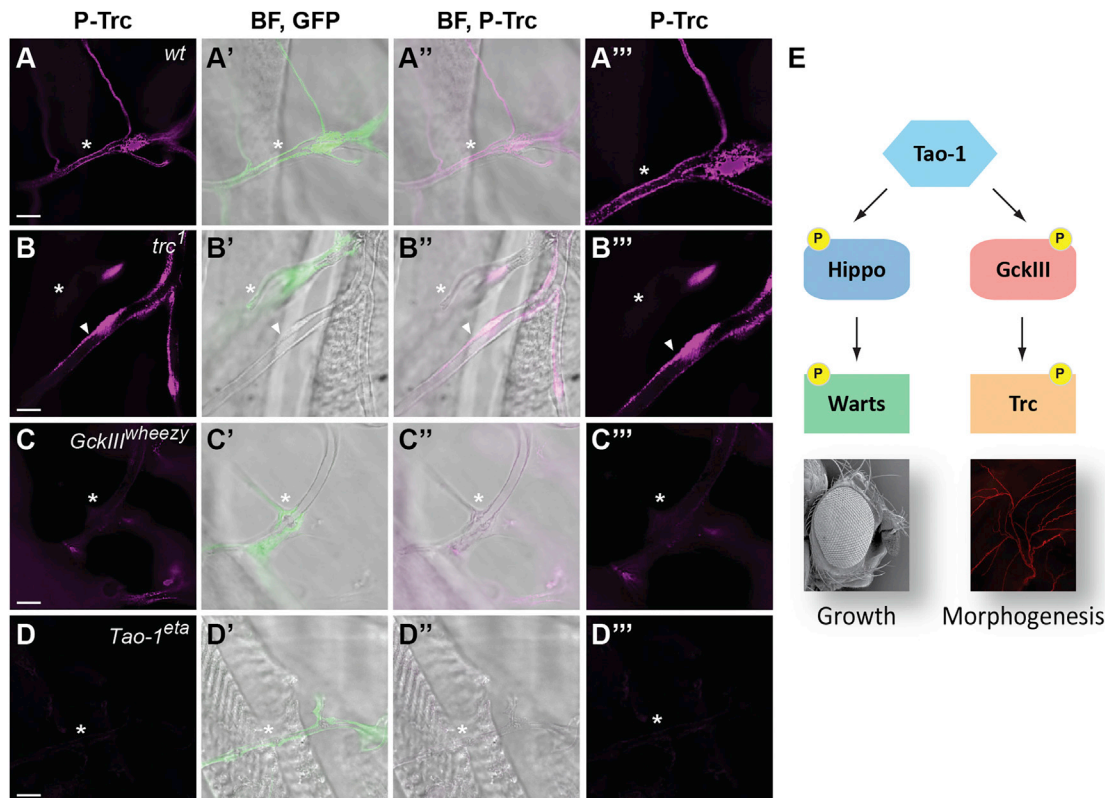 P-Trc BF, GFP BF, P-Trc P-Trc
A wt A' A'' A''' E
* * * *
Tao-1
B trc1 B' B'' B''' P P
* * * *
Hippo GckIII
P P
Warts Trc
C GckIIIwheezy C' C'' C'''
* * * *
Growth Morphogenesis
D Tao-1eta D' D'' D'''
* * * *